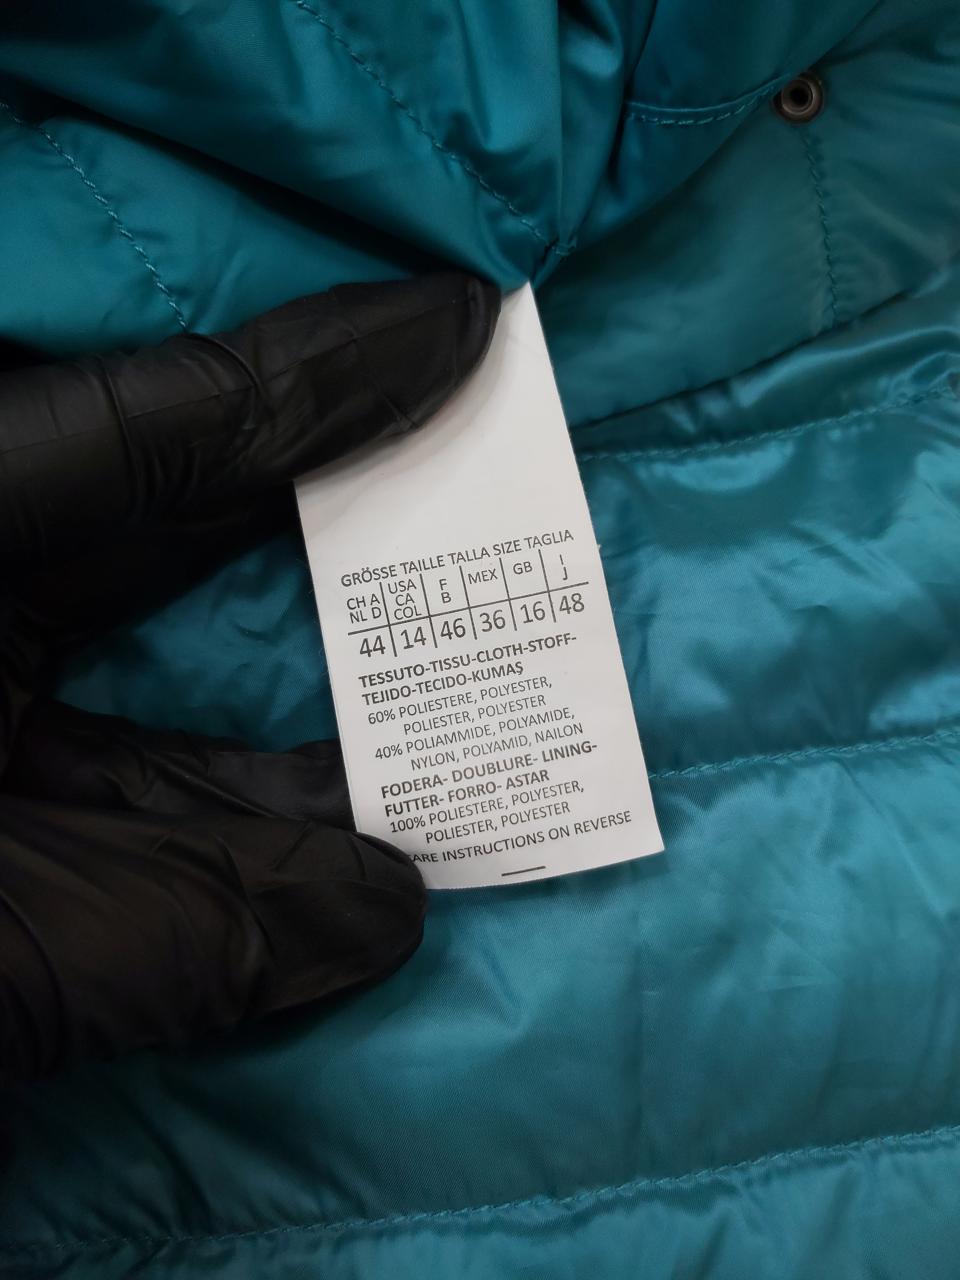 GRÖSSE TAILLE TALLA SIZE TAGLIA
CH A NL D | USA CA COL | F B | MEX | GB | I J
44 | 14 | 46 | 36 | 16 | 48
TESSUTO-TISSU-CLOTH-STOFF-
TEJIDO-TECIDO-KUMAŞ
60% POLIESTERE, POLYESTER,
POLIESTER, POLYESTER
40% POLIAMMIDE, POLYAMIDE,
NYLON, POLYAMID, NAILON
FODERA- DOUBLURE- LINING-
FUTTER- FORRO- ASTAR
100% POLIESTERE, POLYESTER,
POLIESTER, POLYESTER
ARE INSTRUCTIONS ON REVERSE